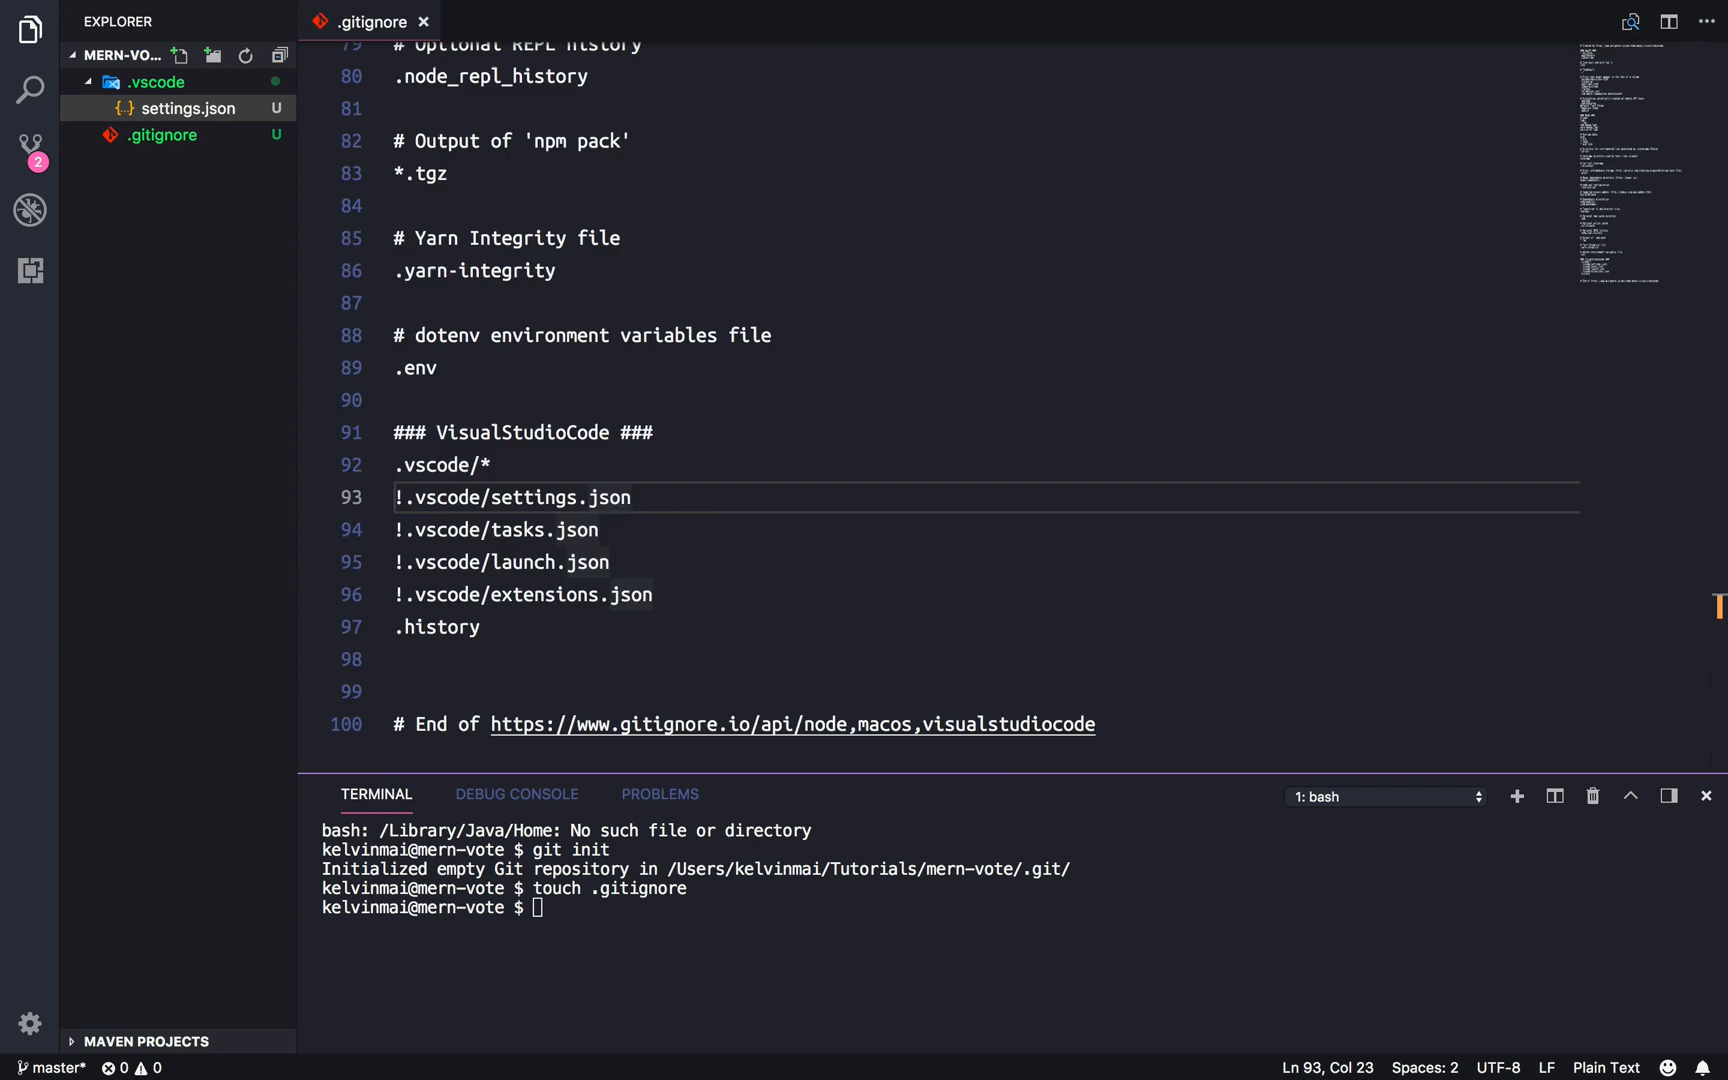 EXPLORER
MERN-VO...
.vscode
{..} settings.json U
.gitignore U
2
MAVEN PROJECTS
.gitignore
79 # Optional REPL history
80 .node_repl_history
81
82 # Output of 'npm pack'
83 *.tgz
84
85 # Yarn Integrity file
86 .yarn-integrity
87
88 # dotenv environment variables file
89 .env
90
91 ### VisualStudioCode ###
92 .vscode/*
93 !.vscode/settings.json
94 !.vscode/tasks.json
95 !.vscode/launch.json
96 !.vscode/extensions.json
97 .history
98
99
100 # End of https://www.gitignore.io/api/node,macos,visualstudiocode
TERMINAL DEBUG CONSOLE PROBLEMS 1: bash
bash: /Library/Java/Home: No such file or directory
kelvinmai@mern-vote $ git init
Initialized empty Git repository in /Users/kelvinmai/Tutorials/mern-vote/.git/
kelvinmai@mern-vote $ touch .gitignore
kelvinmai@mern-vote $
master* 0 0 Ln 93, Col 23 Spaces: 2 UTF-8 LF Plain Text